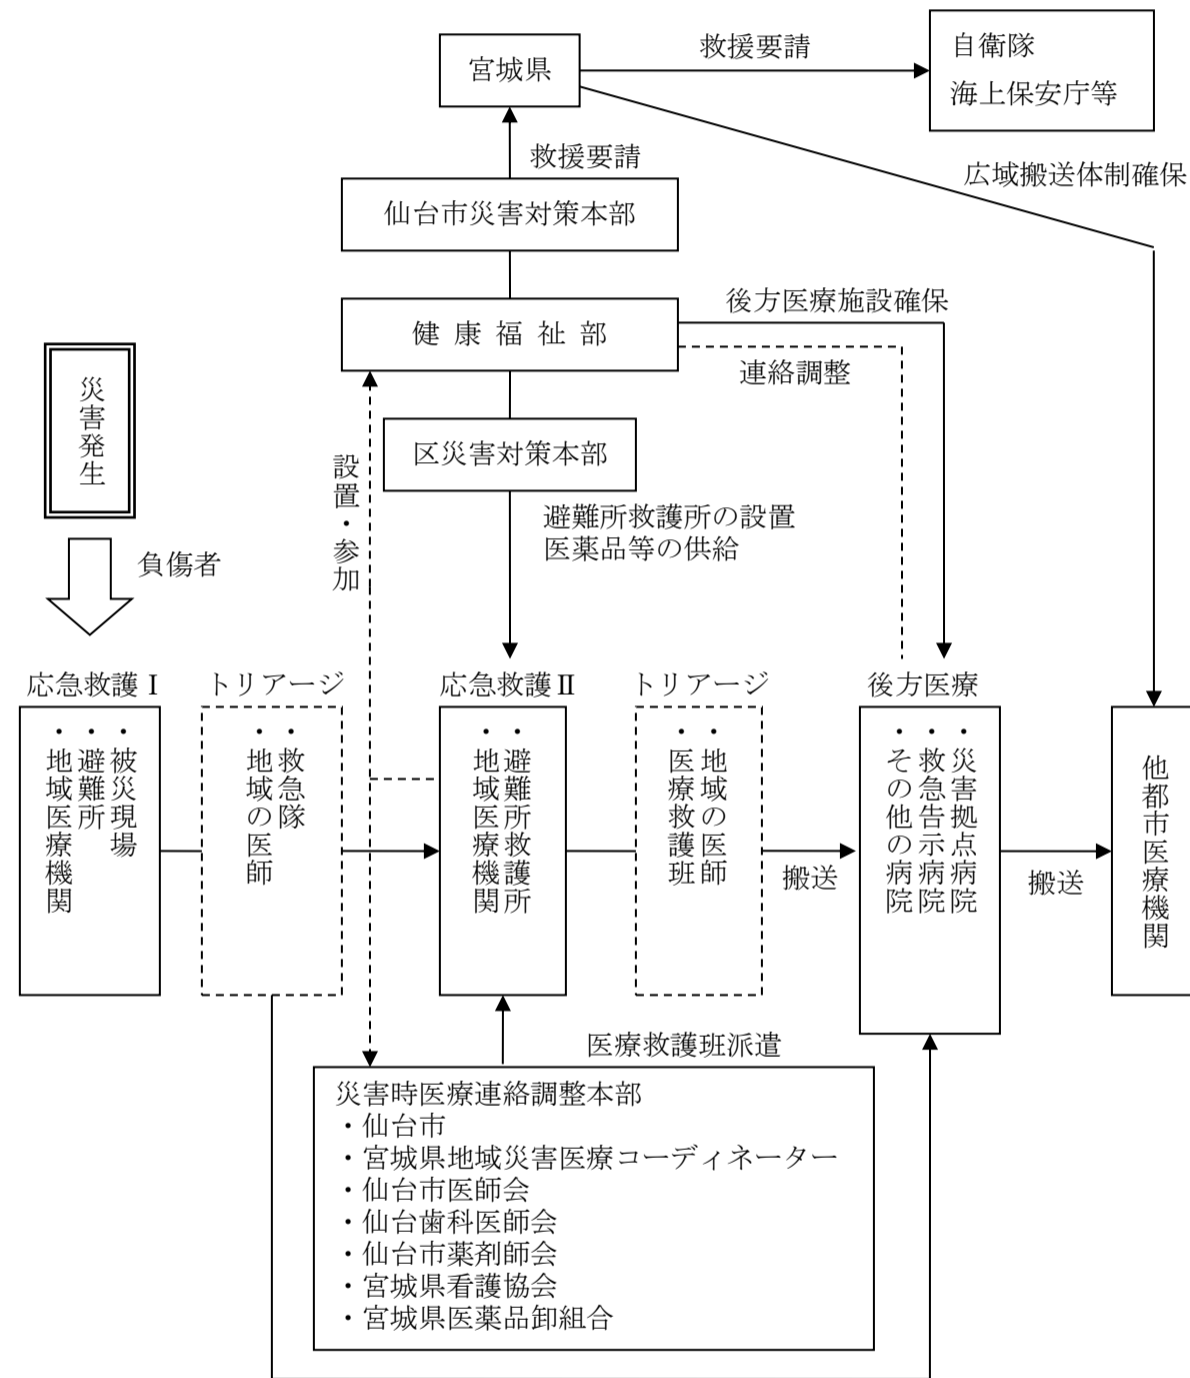 宮城県
救援要請
自衛隊
海上保安庁等
救援要請
広域搬送体制確保
仙台市災害対策本部
後方医療施設確保
健康福祉部
連絡調整
災害発生
区災害対策本部
設置・参加
避難所救護所の設置
医薬品等の供給
負傷者
応急救護Ⅰ
・被災現場
・避難所
・地域医療機関
トリアージ
・救急隊
・地域の医師
応急救護Ⅱ
・避難所救護所
・地域医療機関
トリアージ
・地域の医師
・医療救護班
搬送
後方医療
・災害拠点病院
・救急告示病院
・その他の病院
搬送
他都市医療機関
医療救護班派遣
災害時医療連絡調整本部
・仙台市
・宮城県地域災害医療コーディネーター
・仙台市医師会
・仙台歯科医師会
・仙台市薬剤師会
・宮城県看護協会
・宮城県医薬品卸組合